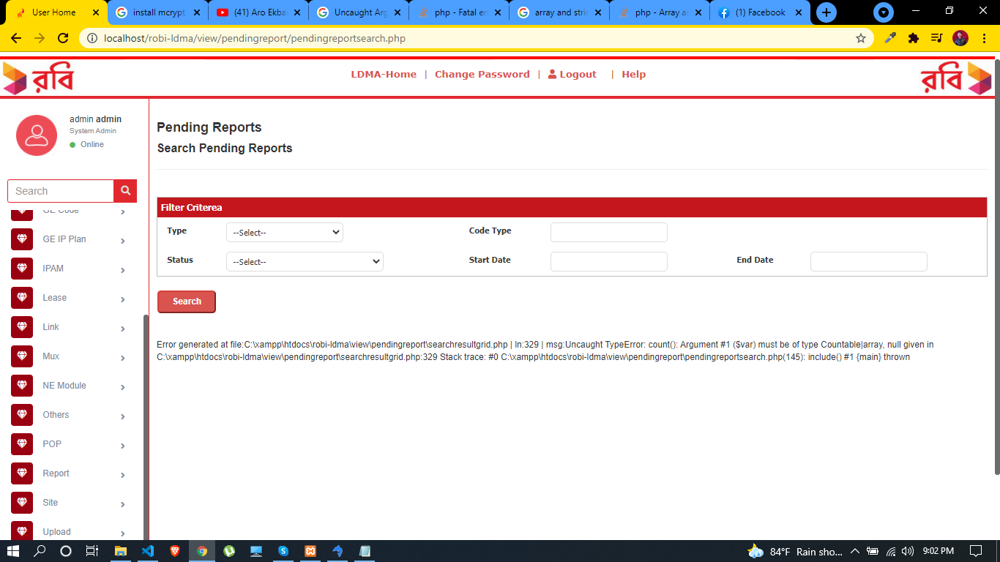 User Home
install mcrypt
(41) Aro Ekba
Uncaught Arg
php - Fatal er
array and strin
php - Array a
(1) Facebook
localhost/robi-ldma/view/pendingreport/pendingreportsearch.php
রবি
LDMA-Home | Change Password | Logout | Help
রবি
admin admin
System Admin
Online
Search
GE Code
GE IP Plan
IPAM
Lease
Link
Mux
NE Module
Others
POP
Report
Site
Upload
Pending Reports
Search Pending Reports
Filter Criterea
Type --Select-- Code Type
Status --Select-- Start Date End Date
Search
Error generated at file:C:\xampp\htdocs\robi-ldma\view\pendingreport\searchresultgrid.php | ln:329 | msg:Uncaught TypeError: count(): Argument #1 ($var) must be of type Countable|array, null given in
C:\xampp\htdocs\robi-ldma\view\pendingreport\searchresultgrid.php:329 Stack trace: #0 C:\xampp\htdocs\robi-ldma\view\pendingreport\pendingreportsearch.php(145): include() #1 {main} thrown
84°F Rain sho... 9:02 PM